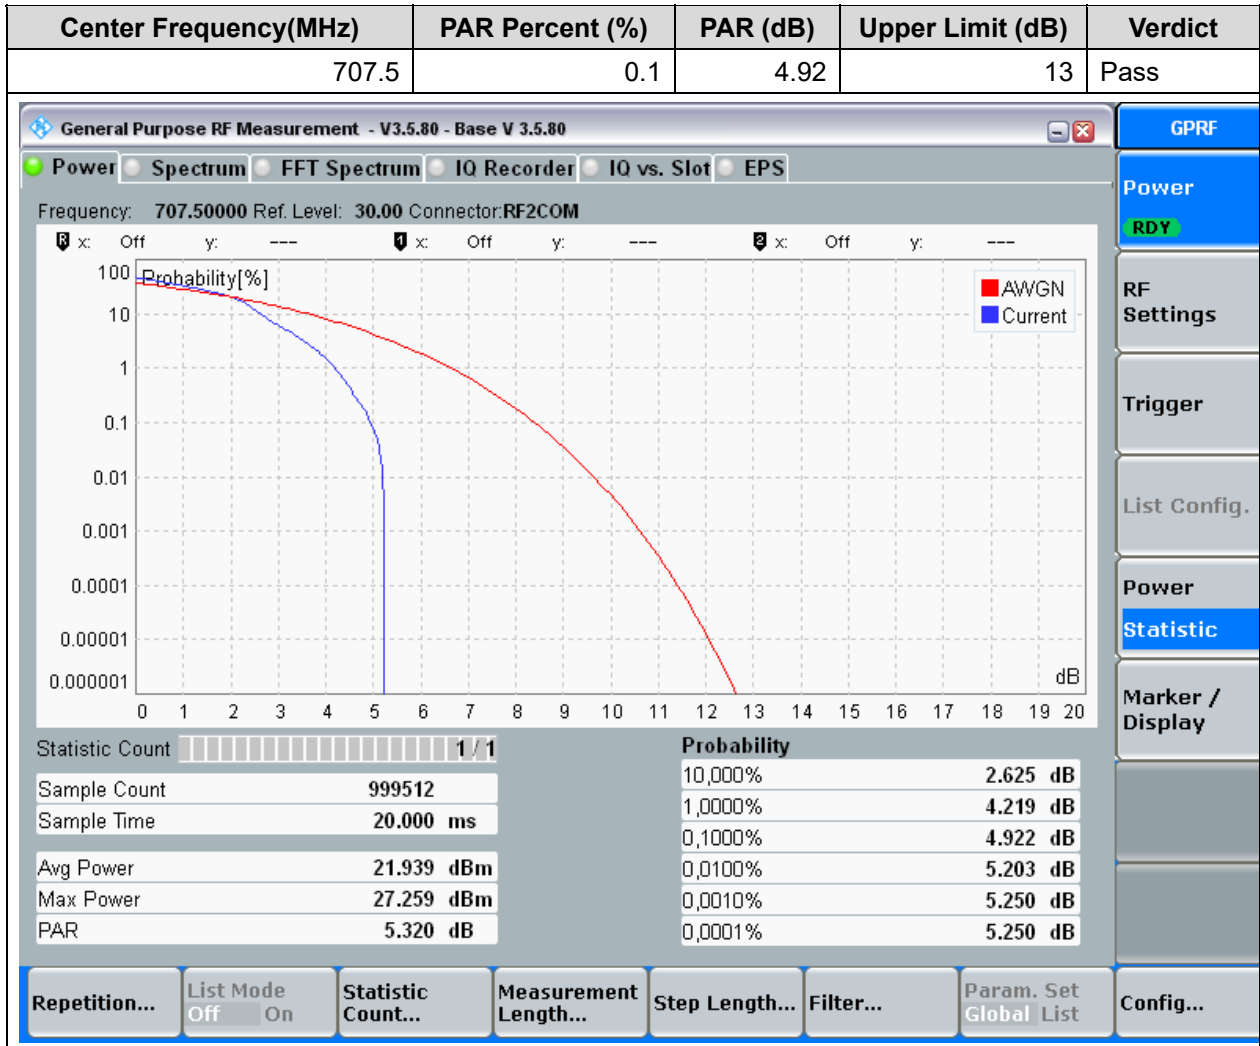 Center Frequency(MHz) PAR Percent (%) PAR (dB) Upper Limit (dB) Verdict
707.5 0.1 4.92 13 Pass
General Purpose RF Measurement - V3.5.80 - Base V 3.5.80
GPRF
Power Spectrum FFT Spectrum IQ Recorder IQ vs. Slot EPS
Frequency: 707.50000 Ref. Level: 30.00 Connector:RF2COM
R x: Off y: --- 1 x: Off y: --- 2 x: Off y: ---
Probability[%]
100
10
1
0.1
0.01
0.001
0.0001
0.00001
0.000001
AWGN
Current
dB
0 1 2 3 4 5 6 7 8 9 10 11 12 13 14 15 16 17 18 19 20
Statistic Count 1 / 1
Sample Count 999512
Sample Time 20.000 ms
Avg Power 21.939 dBm
Max Power 27.259 dBm
PAR 5.320 dB
Probability
10,000% 2.625 dB
1,0000% 4.219 dB
0,1000% 4.922 dB
0,0100% 5.203 dB
0,0010% 5.250 dB
0,0001% 5.250 dB
Power
RDY
RF
Settings
Trigger
List Config.
Power
Statistic
Marker /
Display
Repetition...
List Mode
Off On
Statistic
Count...
Measurement
Length...
Step Length...
Filter...
Param. Set
Global List
Config...